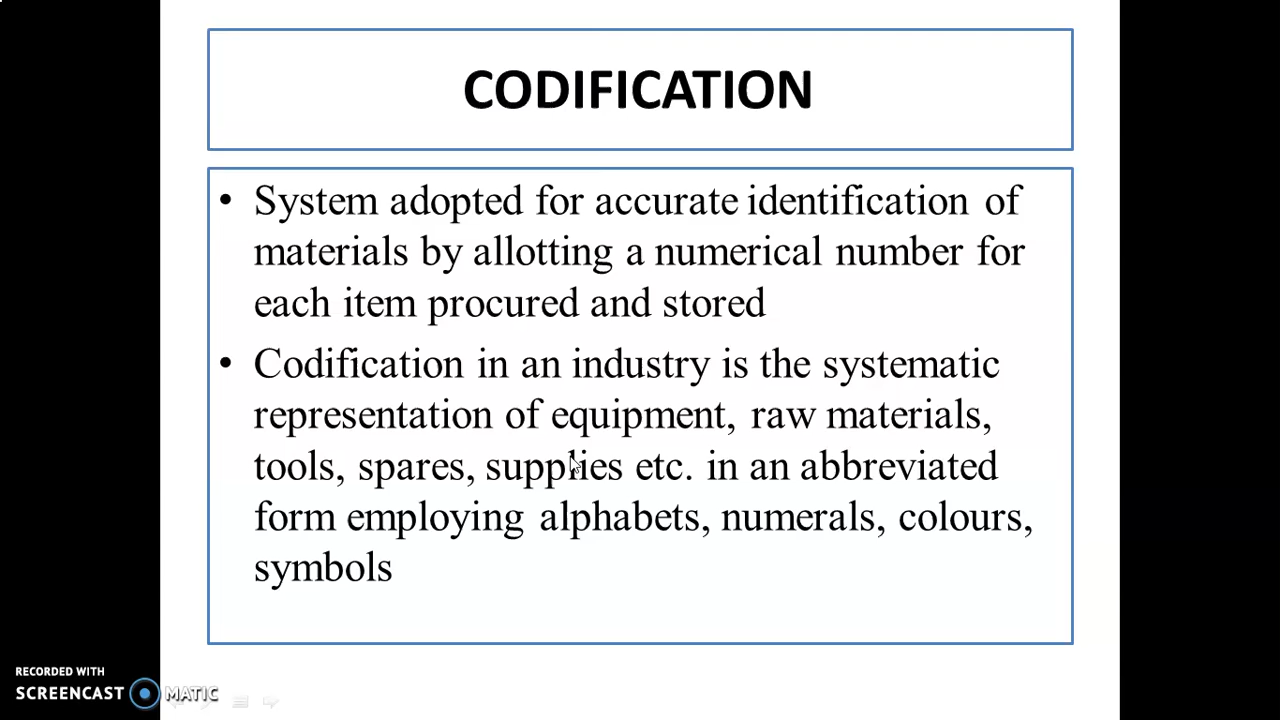 CODIFICATION
• System adopted for accurate identification of
materials by allotting a numerical number for
each item procured and stored
• Codification in an industry is the systematic
representation of equipment, raw materials,
tools, spares, supplies etc. in an abbreviated
form employing alphabets, numerals, colours,
symbols
RECORDED WITH
SCREENCAST MATIC